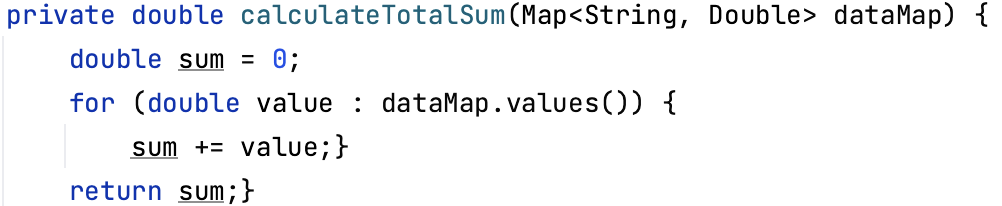 private double calculateTotalSum(Map<String, Double> dataMap) {
double sum = 0;
for (double value : dataMap.values()) {
sum += value;}
return sum;}